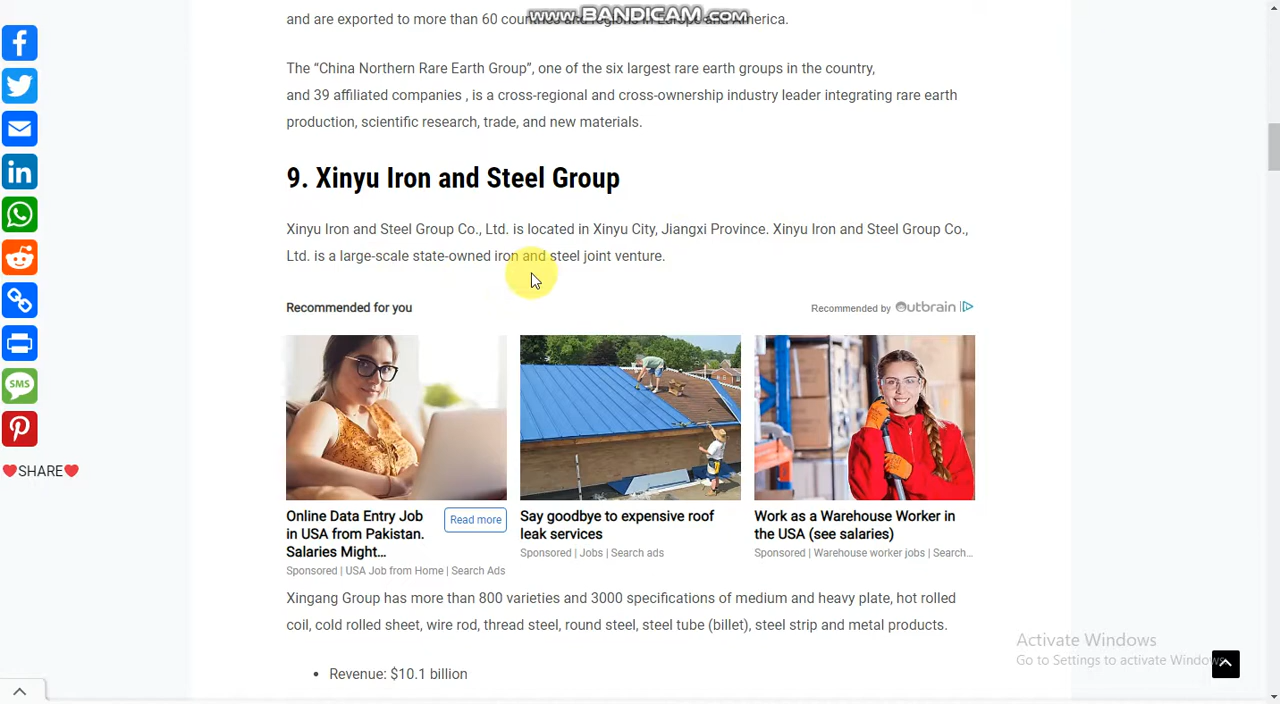 www.BANDICAM.com
and are exported to more than 60 countries and regions in Europe and America.
The “China Northern Rare Earth Group”, one of the six largest rare earth groups in the country,
and 39 affiliated companies , is a cross-regional and cross-ownership industry leader integrating rare earth
production, scientific research, trade, and new materials.
9. Xinyu Iron and Steel Group
Xinyu Iron and Steel Group Co., Ltd. is located in Xinyu City, Jiangxi Province. Xinyu Iron and Steel Group Co.,
Ltd. is a large-scale state-owned iron and steel joint venture.
Recommended for you
Recommended by Outbrain
Online Data Entry Job
in USA from Pakistan.
Salaries Might...
Read more
Sponsored | USA Job from Home | Search Ads
Say goodbye to expensive roof
leak services
Sponsored | Jobs | Search ads
Work as a Warehouse Worker in
the USA (see salaries)
Sponsored | Warehouse worker jobs | Search...
Xingang Group has more than 800 varieties and 3000 specifications of medium and heavy plate, hot rolled
coil, cold rolled sheet, wire rod, thread steel, round steel, steel tube (billet), steel strip and metal products.
• Revenue: $10.1 billion
SMS
❤SHARE❤
Activate Windows
Go to Settings to activate Windows.